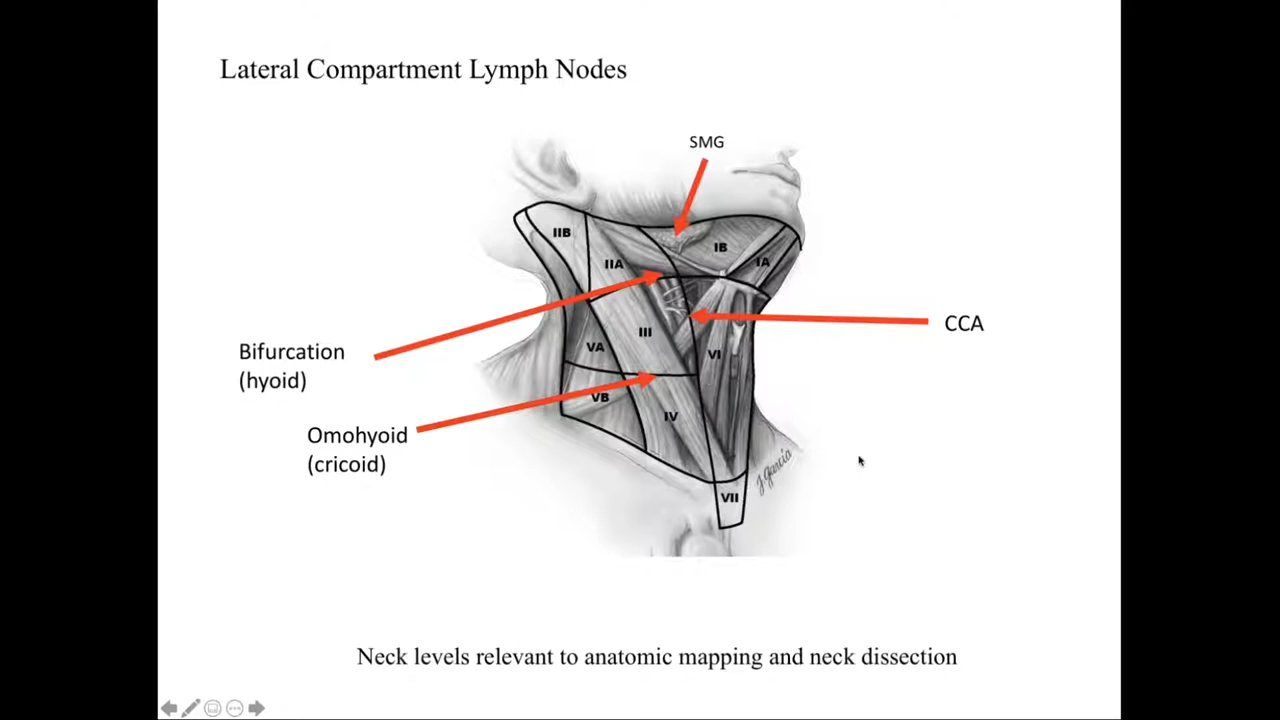 Lateral Compartment Lymph Nodes
SMG
IIB
IB
IIA
IA
CCA
III
Bifurcation
(hyoid)
VA
VI
VB
IV
Omohyoid
(cricoid)
J. Garcia
VII
Neck levels relevant to anatomic mapping and neck dissection